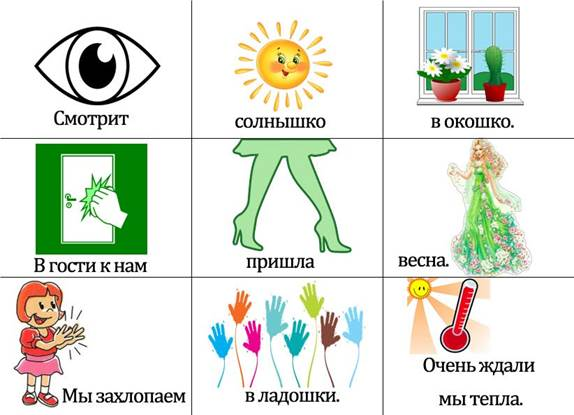 Смотрит
солнышко
в окошко.
В гости к нам
пришла
весна.
Мы захлопаем
в ладошки.
Очень ждали
мы тепла.